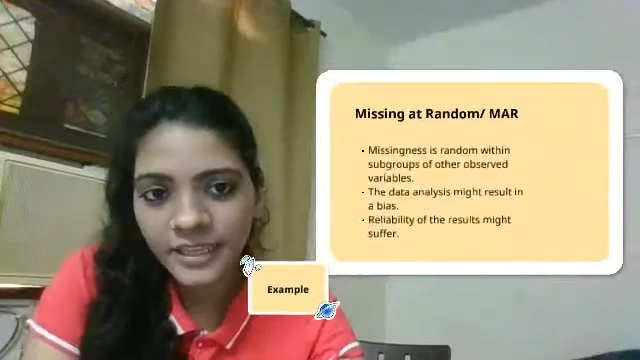 Missing at Random/ MAR
• Missingness is random within
subgroups of other observed
variables.
• The data analysis might result in
a bias.
• Reliability of the results might
suffer.
Example